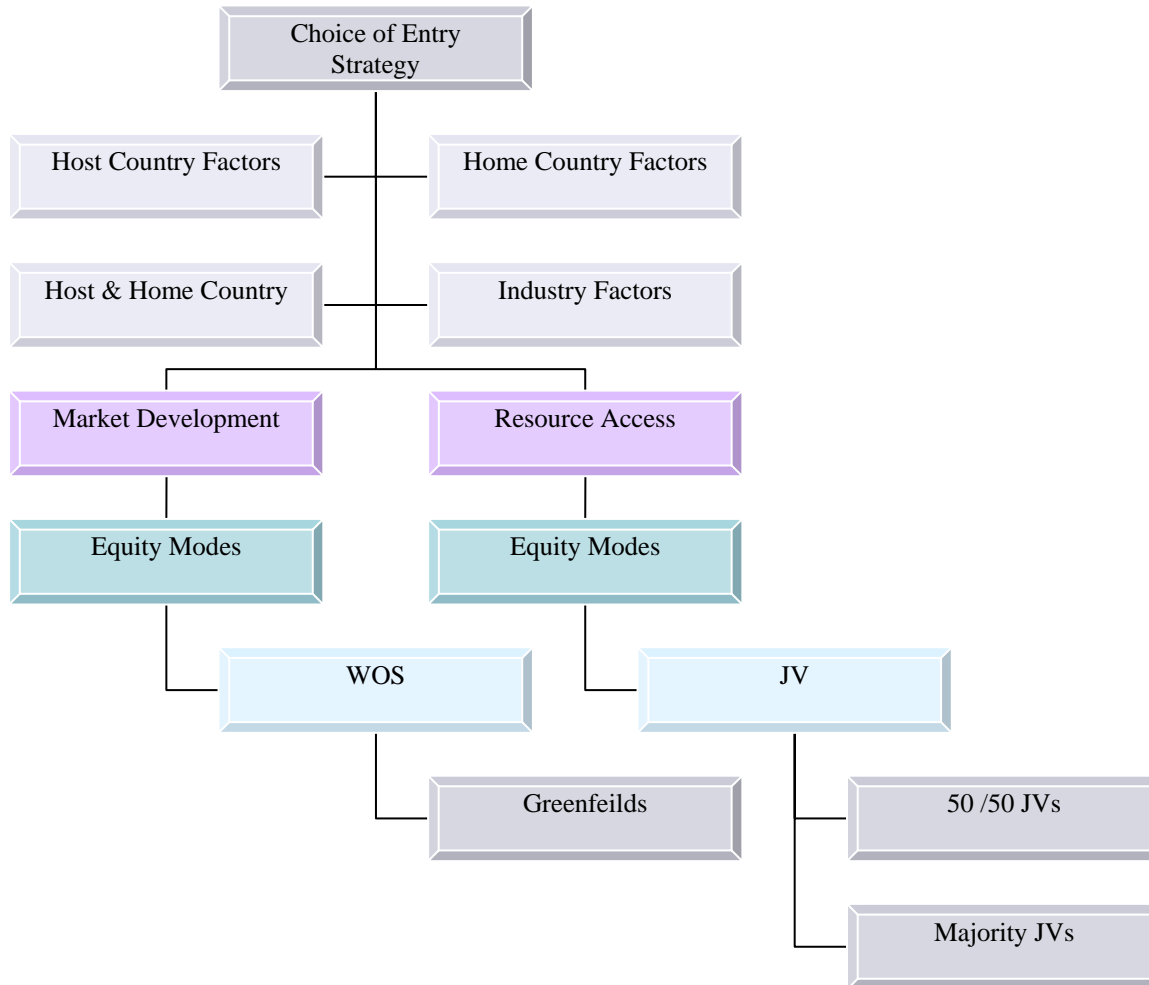 Choice of Entry
Strategy
Host Country Factors
Home Country Factors
Host & Home Country
Industry Factors
Market Development
Resource Access
Equity Modes
Equity Modes
WOS
JV
Greenfeilds
50 /50 JVs
Majority JVs